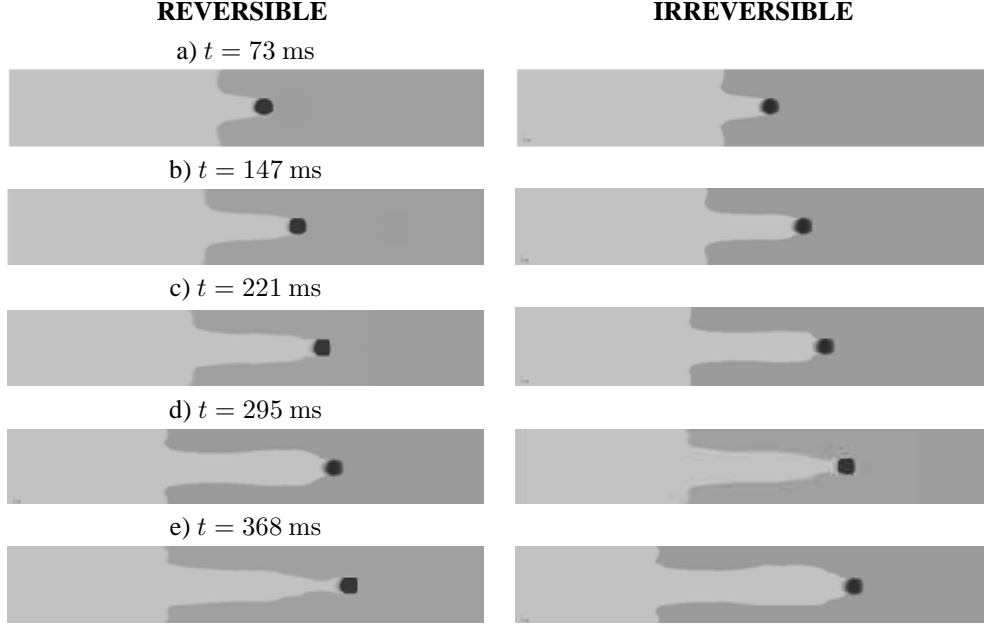 REVERSIBLE IRREVERSIBLE
a) t = 73 ms
b) t = 147 ms
c) t = 221 ms
d) t = 295 ms
e) t = 368 ms